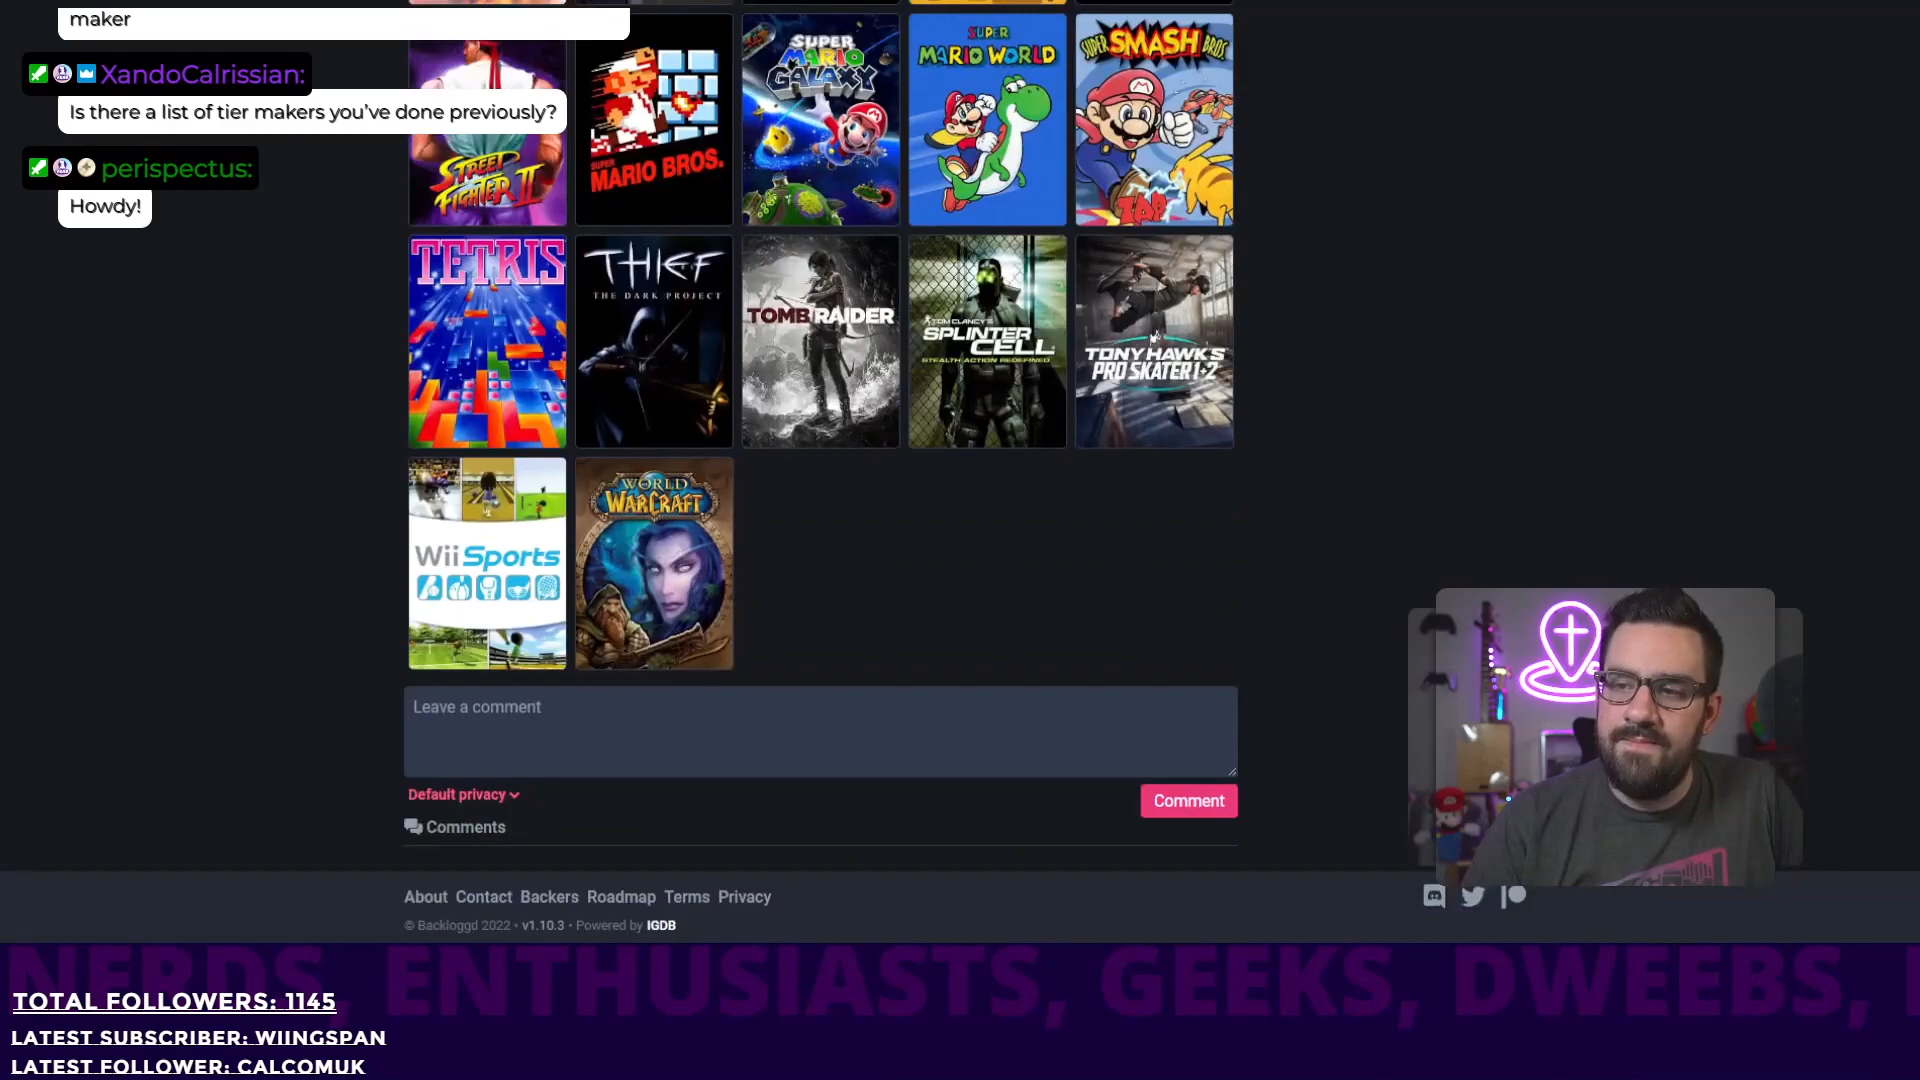 maker
XandoCalrissian:
Is there a list of tier makers you've done previously?
perispectus:
Howdy!
STREET
FIGHTER II
SUPER
MARIO BROS.
SUPER
MARIO
GALAXY
SUPER
MARIO WORLD
SUPER SMASH BROS.
TETRIS
THIEF
THE DARK PROJECT
TOMB RAIDER
TOM CLANCY'S
SPLINTER
CELL
STEALTH ACTION REDEFINED
TONY HAWK'S
PRO SKATER 1+2
Wii Sports
WORLD
WARCRAFT
Leave a comment
Default privacy
Comment
Comments
About Contact Backers Roadmap Terms Privacy
© Backloggd 2022 • v1.10.3 • Powered by IGDB
NERDS, ENTHUSIASTS, GEEKS, DWEEBS,
TOTAL FOLLOWERS: 1145
LATEST SUBSCRIBER: WIINGSPAN
LATEST FOLLOWER: CALCOMUK